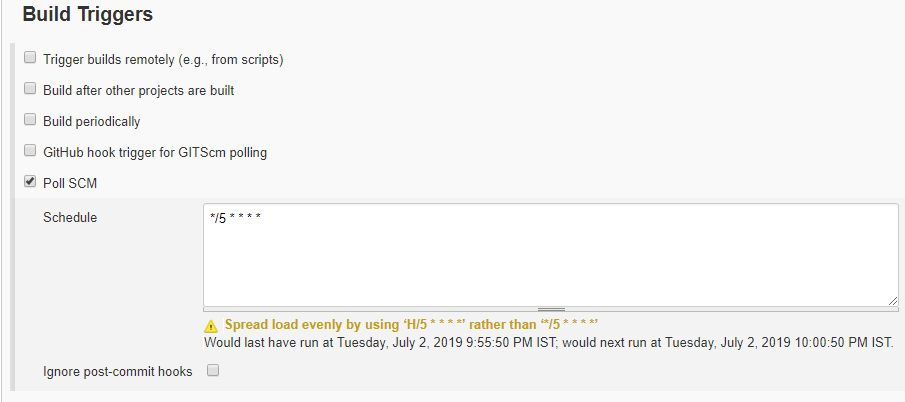 Build Triggers
Trigger builds remotely (e.g., from scripts)
Build after other projects are built
Build periodically
GitHub hook trigger for GITScm polling
Poll SCM
Schedule
*/5 * * * *
Spread load evenly by using ‘H/5 * * * *’ rather than ‘*/5 * * * *’
Would last have run at Tuesday, July 2, 2019 9:55:50 PM IST; would next run at Tuesday, July 2, 2019 10:00:50 PM IST.
Ignore post-commit hooks